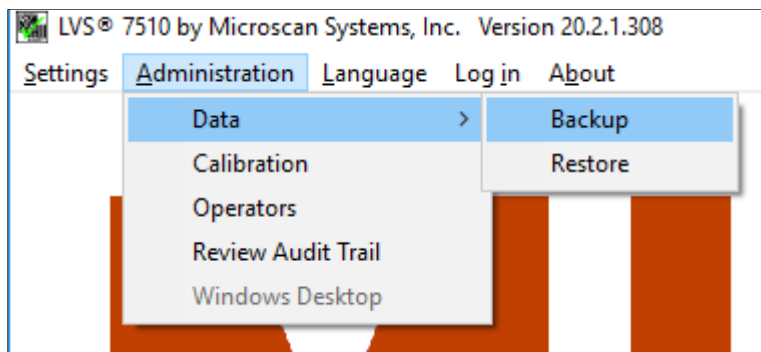 LVS® 7510 by Microscan Systems, Inc. Version 20.2.1.308
Settings Administration Language Log in About
Data > Backup
Calibration Restore
Operators
Review Audit Trail
Windows Desktop